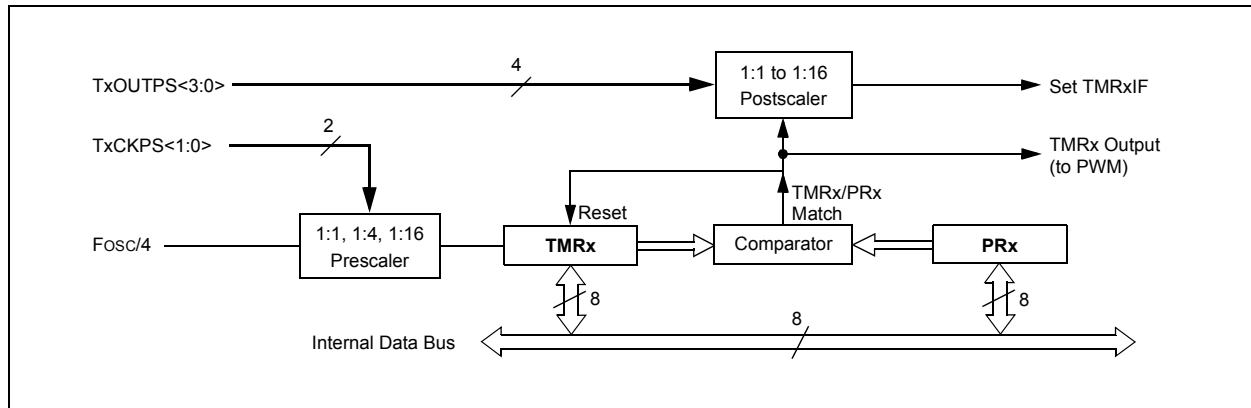 TxOUTPS<3:0>
4
1:1 to 1:16
Postscaler
Set TMRxIF
TxCKPS<1:0>
2
TMRx Output
(to PWM)
TMRx/PRx
Match
Reset
Fosc/4
1:1, 1:4, 1:16
Prescaler
TMRx
Comparator
PRx
8
8
8
Internal Data Bus